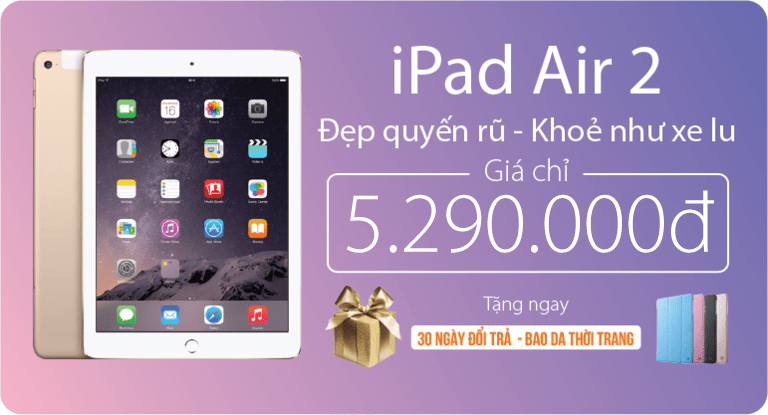 iPad Air 2
Đẹp quyến rũ - Khoẻ như xe lu
Giá chỉ
5.290.000đ
Tặng ngay
30 NGÀY ĐỔI TRẢ - BAO DA THỜI TRANG